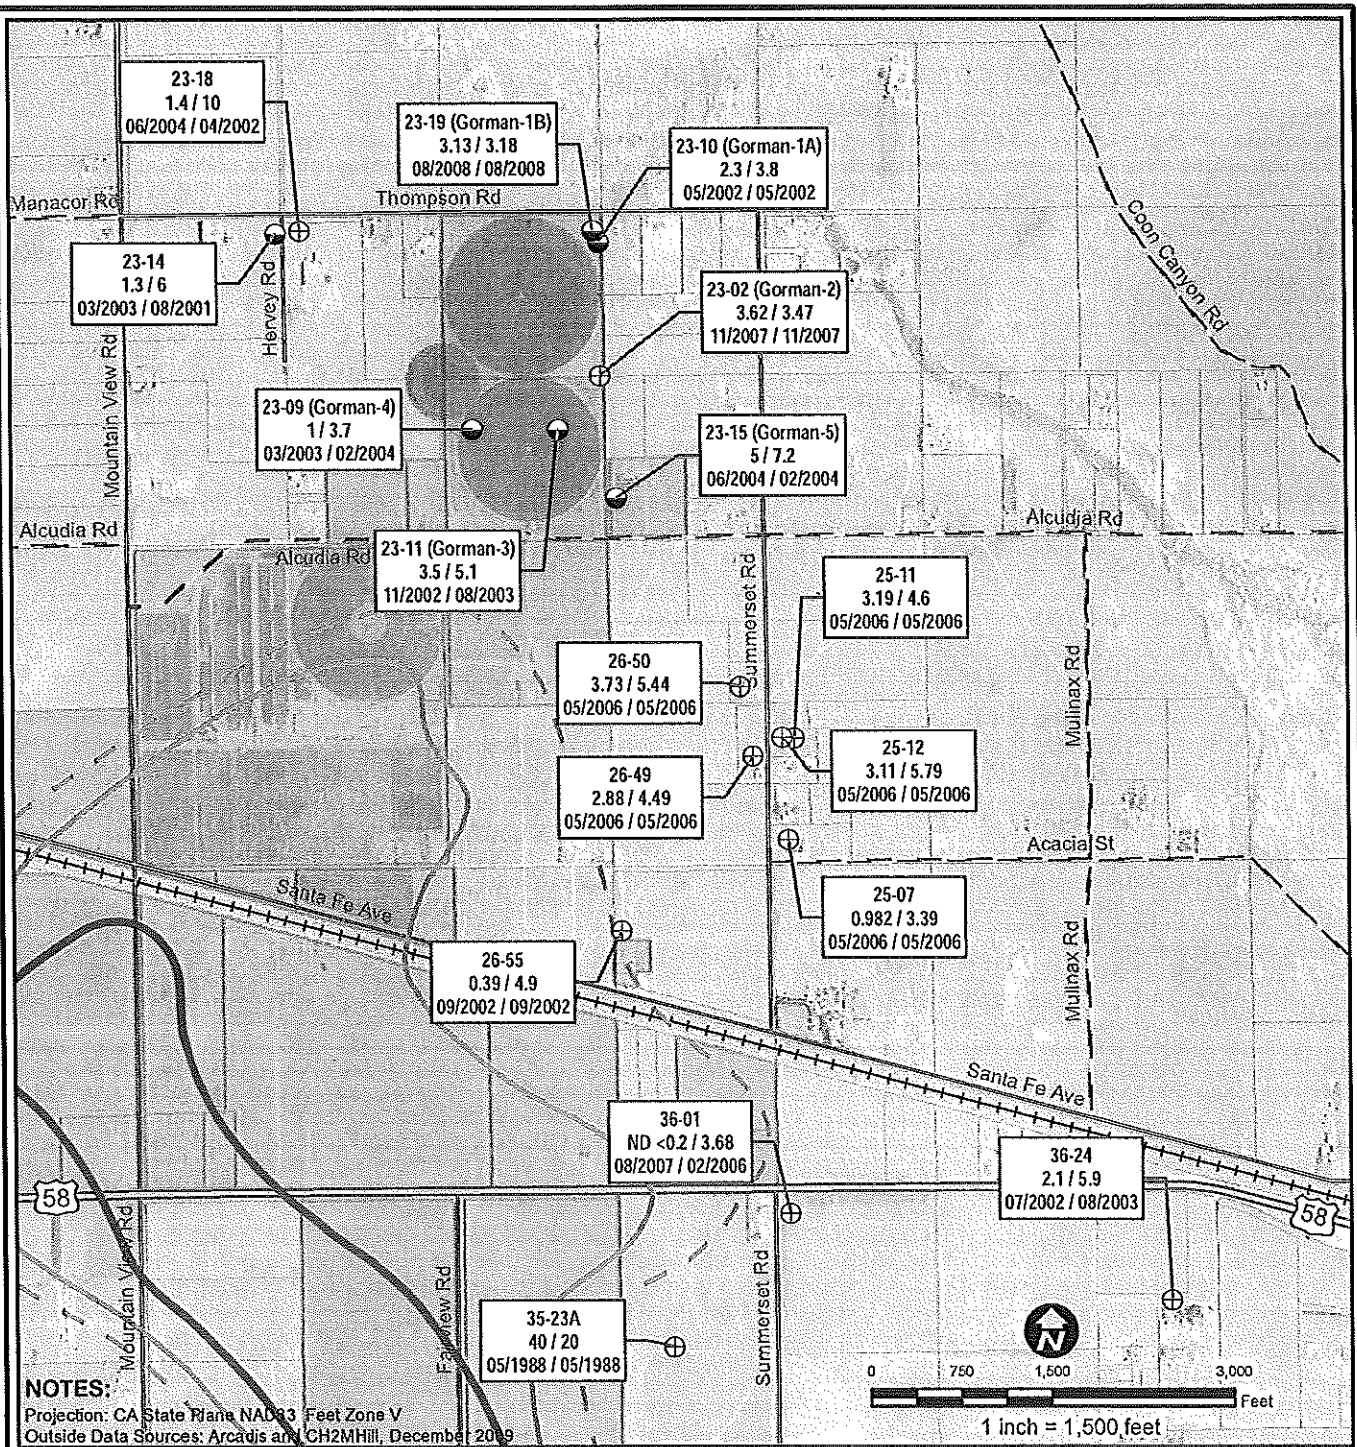 23-18
1.4 / 10
06/2004 / 04/2002
23-19 (Gorman-1B)
3.13 / 3.18
08/2008 / 08/2008
23-10 (Gorman-1A)
2.3 / 3.8
05/2002 / 05/2002
Manacor Rd
Thompson Rd
Coon Canyon Rd
23-14
1.3 / 6
03/2003 / 08/2001
Hervey Rd
Mountain View Rd
23-02 (Gorman-2)
3.62 / 3.47
11/2007 / 11/2007
23-09 (Gorman-4)
1 / 3.7
03/2003 / 02/2004
23-15 (Gorman-5)
5 / 7.2
06/2004 / 02/2004
Alcudia Rd
Alcudia Rd
Alcudia Rd
23-11 (Gorman-3)
3.5 / 5.1
11/2002 / 08/2003
Summerset Rd
25-11
3.19 / 4.6
05/2006 / 05/2006
26-50
3.73 / 5.44
05/2006 / 05/2006
Mulinax Rd
25-12
3.11 / 5.79
05/2006 / 05/2006
26-49
2.88 / 4.49
05/2006 / 05/2006
Acacia St
Santa Fe Ave
25-07
0.982 / 3.39
05/2006 / 05/2006
26-55
0.39 / 4.9
09/2002 / 09/2002
Mulinax Rd
Santa Fe Ave
36-01
ND <0.2 / 3.68
08/2007 / 02/2006
36-24
2.1 / 5.9
07/2002 / 08/2003
58
58
Mountain View Rd
Fairview Rd
Summerset Rd
35-23A
40 / 20
05/1988 / 05/1988
N
0 750 1,500 3,000
Feet
1 inch = 1,500 feet
NOTES:
Projection: CA State Plane NAD83 Feet Zone V
Outside Data Sources: Arcadis and CH2MHill, December 2009